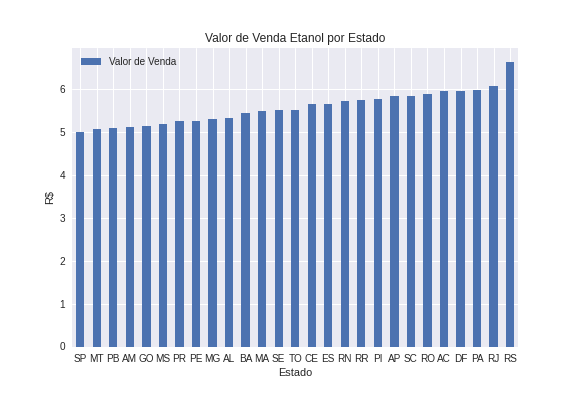 Valor de Venda Etanol por Estado
Valor de Venda
6
5
4
3
2
1
0
R$
SP MT PB AM GO MS PR PE MG AL BA MA SE TO CE ES RN RR PI AP SC RO AC DF PA RJ RS
Estado